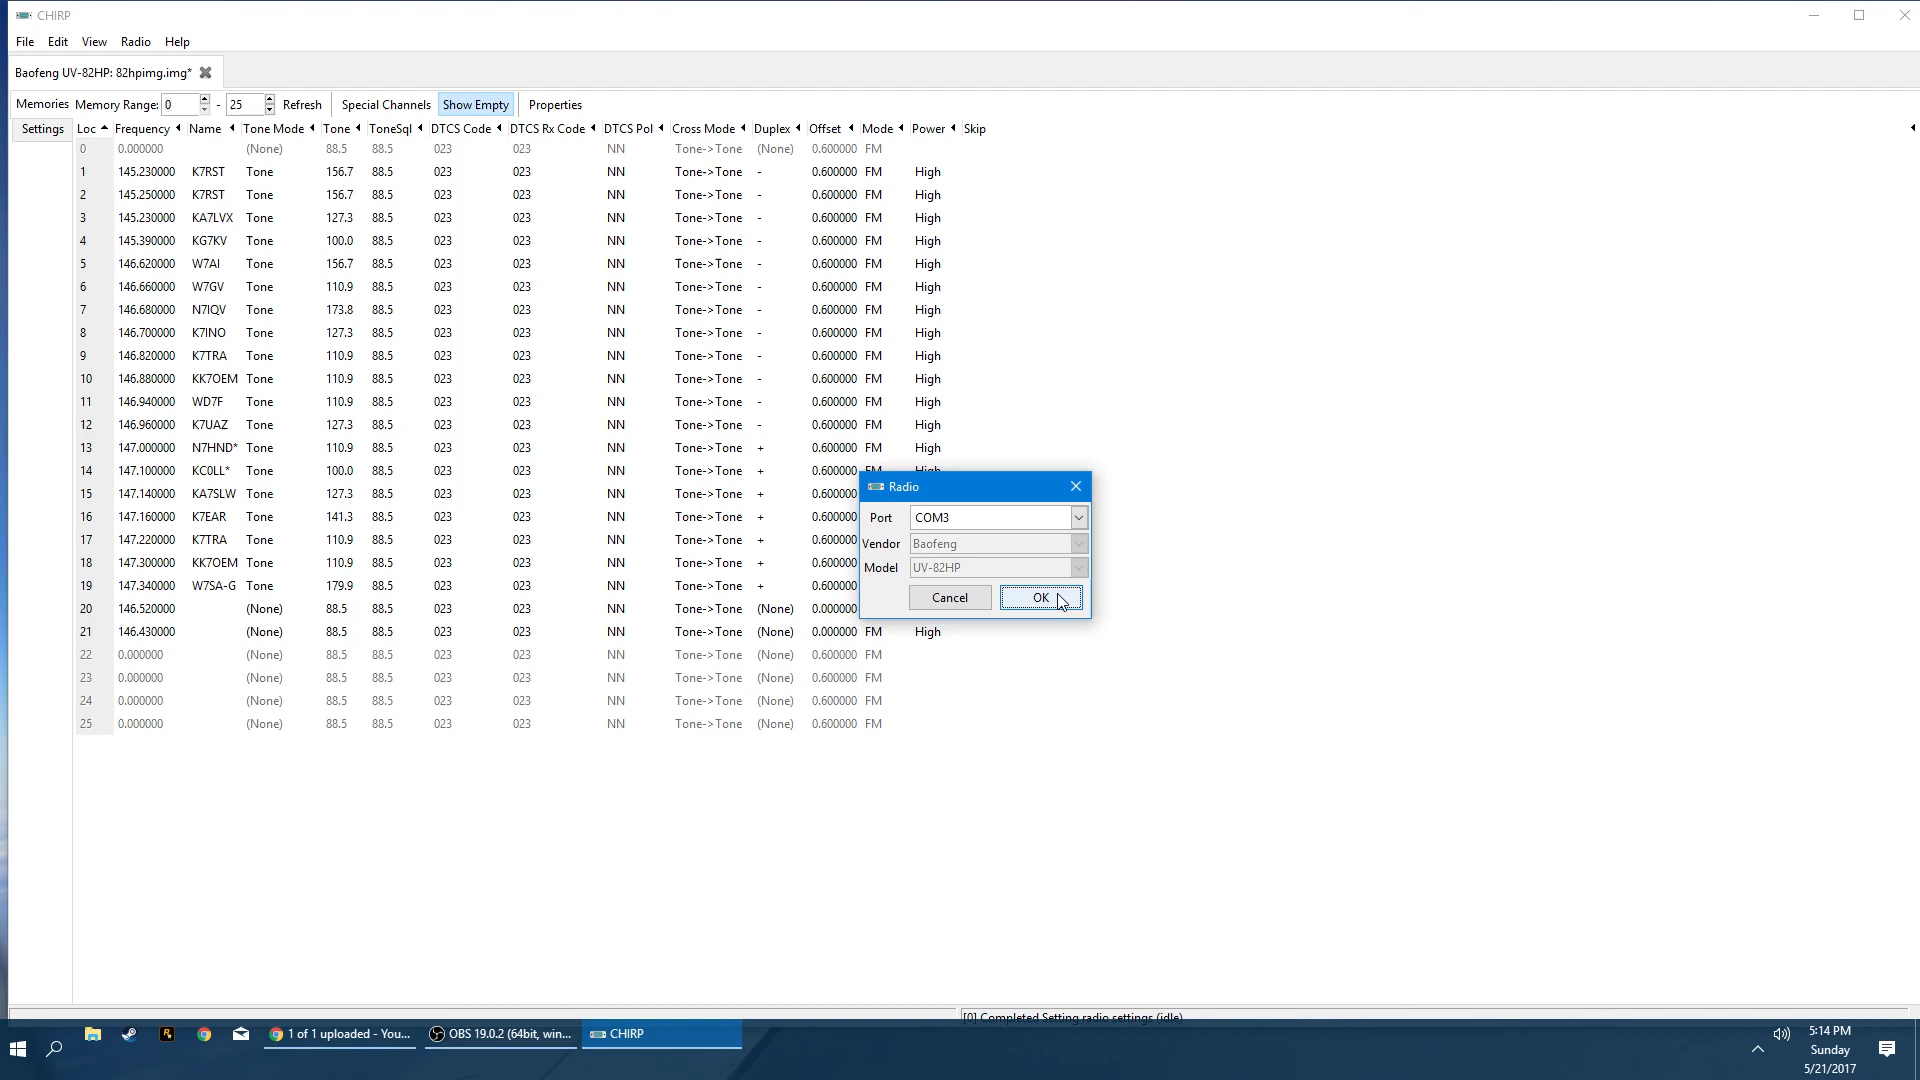 CHIRP
File Edit View Radio Help
Baofeng UV-82HP: 82hpimg.img*
Memories Memory Range: 0 - 25 Refresh Special Channels Show Empty Properties
Settings Loc Frequency Name Tone Mode Tone ToneSql DTCS Code DTCS Rx Code DTCS Pol Cross Mode Duplex Offset Mode Power Skip
0 0.000000 (None) 88.5 88.5 023 023 NN Tone->Tone (None) 0.600000 FM
1 145.230000 K7RST Tone 156.7 88.5 023 023 NN Tone->Tone - 0.600000 FM High
2 145.250000 K7RST Tone 156.7 88.5 023 023 NN Tone->Tone - 0.600000 FM High
3 145.230000 KA7LVX Tone 127.3 88.5 023 023 NN Tone->Tone - 0.600000 FM High
4 145.390000 KG7KV Tone 100.0 88.5 023 023 NN Tone->Tone - 0.600000 FM High
5 146.620000 W7AI Tone 156.7 88.5 023 023 NN Tone->Tone - 0.600000 FM High
6 146.660000 W7GV Tone 110.9 88.5 023 023 NN Tone->Tone - 0.600000 FM High
7 146.680000 N7IQV Tone 173.8 88.5 023 023 NN Tone->Tone - 0.600000 FM High
8 146.700000 K7INO Tone 127.3 88.5 023 023 NN Tone->Tone - 0.600000 FM High
9 146.820000 K7TRA Tone 110.9 88.5 023 023 NN Tone->Tone - 0.600000 FM High
10 146.880000 KK7OEM Tone 110.9 88.5 023 023 NN Tone->Tone - 0.600000 FM High
11 146.940000 WD7F Tone 110.9 88.5 023 023 NN Tone->Tone - 0.600000 FM High
12 146.960000 K7UAZ Tone 127.3 88.5 023 023 NN Tone->Tone - 0.600000 FM High
13 147.000000 N7HND* Tone 110.9 88.5 023 023 NN Tone->Tone + 0.600000 FM High
14 147.100000 KC0LL* Tone 100.0 88.5 023 023 NN Tone->Tone + 0.600000 FM High
15 147.140000 KA7SLW Tone 127.3 88.5 023 023 NN Tone->Tone + 0.600000
16 147.160000 K7EAR Tone 141.3 88.5 023 023 NN Tone->Tone + 0.600000
17 147.220000 K7TRA Tone 110.9 88.5 023 023 NN Tone->Tone + 0.600000
18 147.300000 KK7OEM Tone 110.9 88.5 023 023 NN Tone->Tone + 0.600000
19 147.340000 W7SA-G Tone 179.9 88.5 023 023 NN Tone->Tone + 0.600000
20 146.520000 (None) 88.5 88.5 023 023 NN Tone->Tone (None) 0.000000
21 146.430000 (None) 88.5 88.5 023 023 NN Tone->Tone (None) 0.000000 FM High
22 0.000000 (None) 88.5 88.5 023 023 NN Tone->Tone (None) 0.600000 FM
23 0.000000 (None) 88.5 88.5 023 023 NN Tone->Tone (None) 0.600000 FM
24 0.000000 (None) 88.5 88.5 023 023 NN Tone->Tone (None) 0.600000 FM
25 0.000000 (None) 88.5 88.5 023 023 NN Tone->Tone (None) 0.600000 FM
Radio
Port COM3
Vendor Baofeng
Model UV-82HP
Cancel OK
[0] Completed Setting radio settings (idle)
1 of 1 uploaded - You... OBS 19.0.2 (64bit, win... CHIRP
5:14 PM
Sunday
5/21/2017